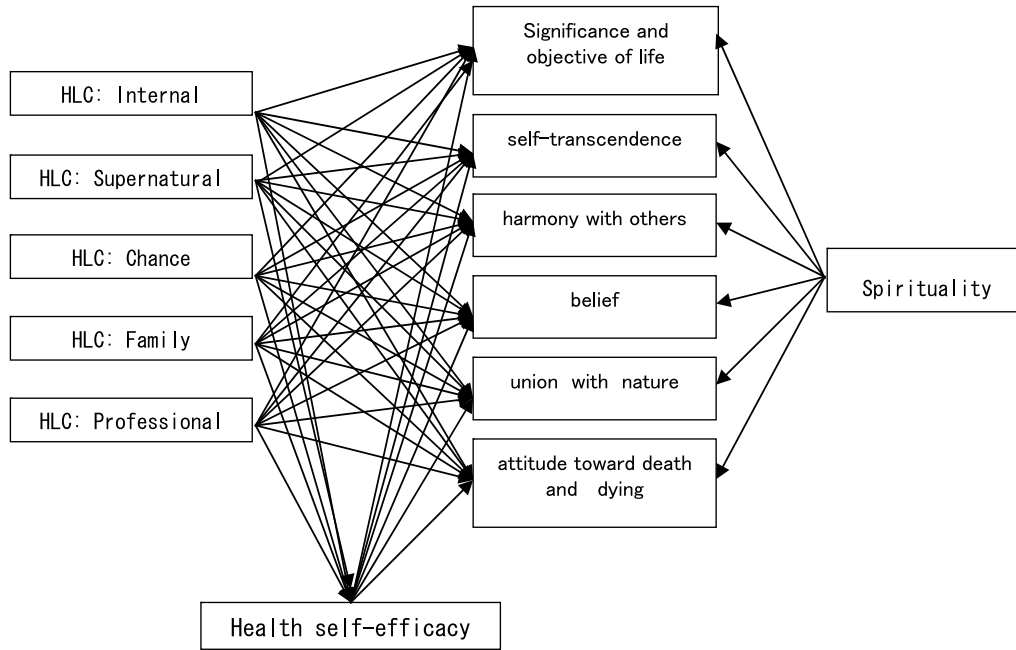 HLC: Internal
HLC: Supernatural
HLC: Chance
HLC: Family
HLC: Professional
Significance and
objective of life
self-transcendence
harmony with others
belief
union with nature
attitude toward death
and dying
Spirituality
Health self-efficacy